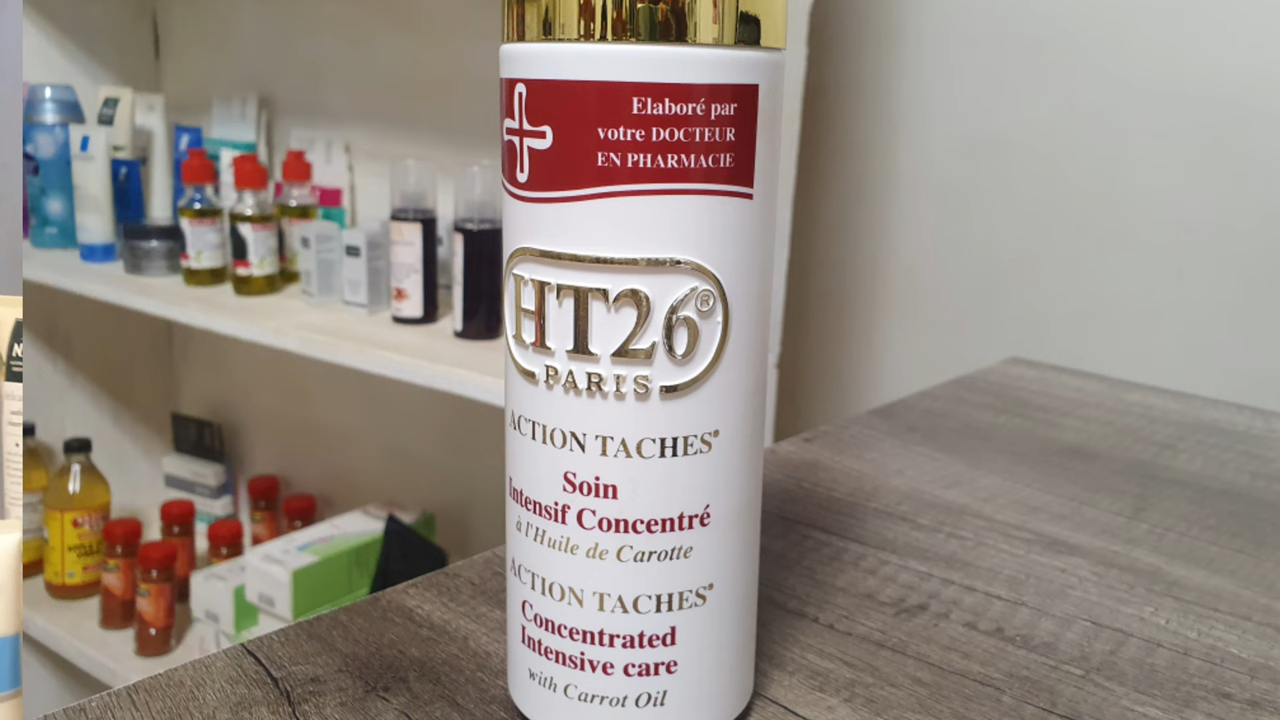 Elaboré par
votre DOCTEUR
EN PHARMACIE
HT26®
PARIS
ACTION TACHES®
Soin
Intensif Concentré
à l'Huile de Carotte
ACTION TACHES®
Concentrated
Intensive care
with Carrot Oil